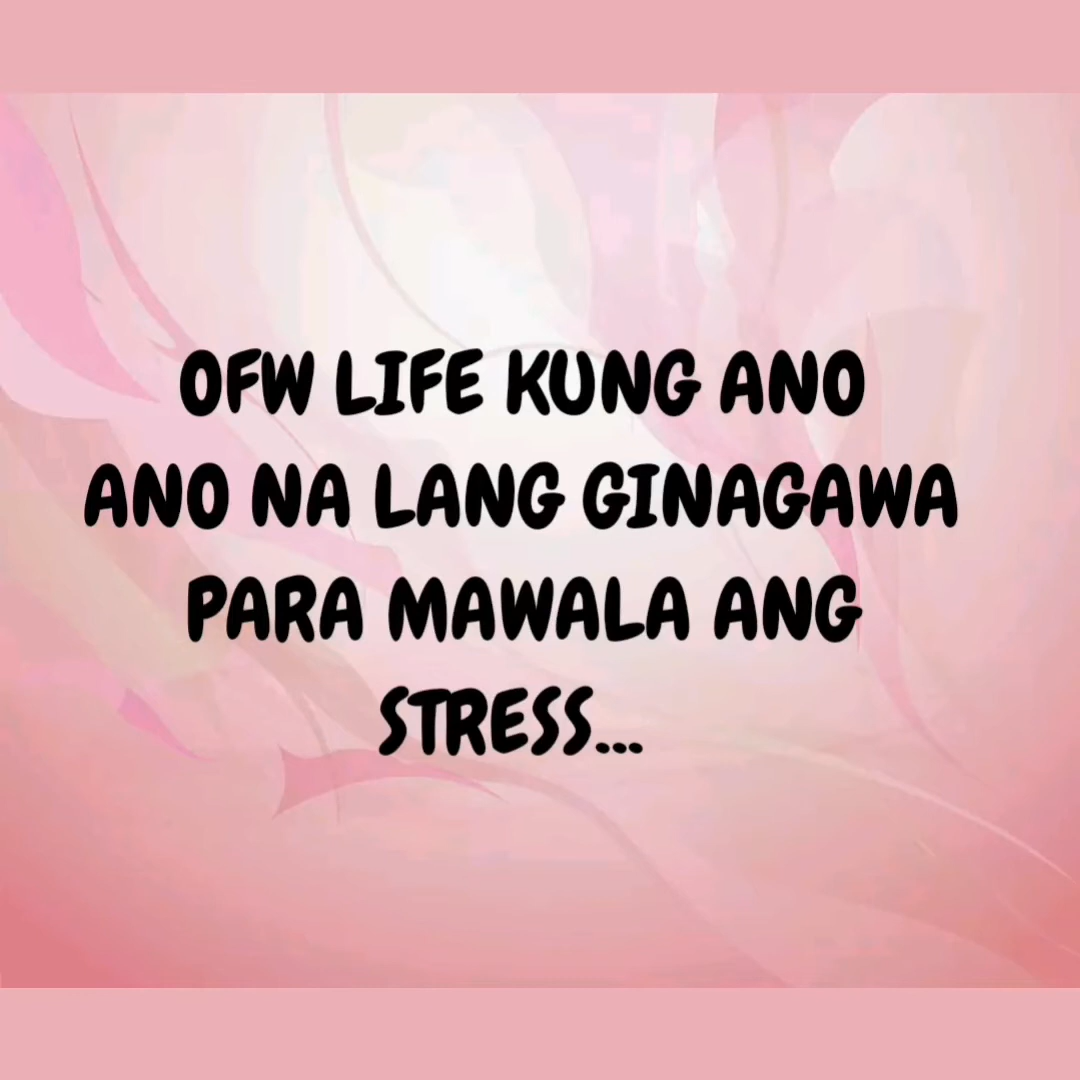 OFW LIFE KUNG ANO
ANO NA LANG GINAGAWA
PARA MAWALA ANG
STRESS...